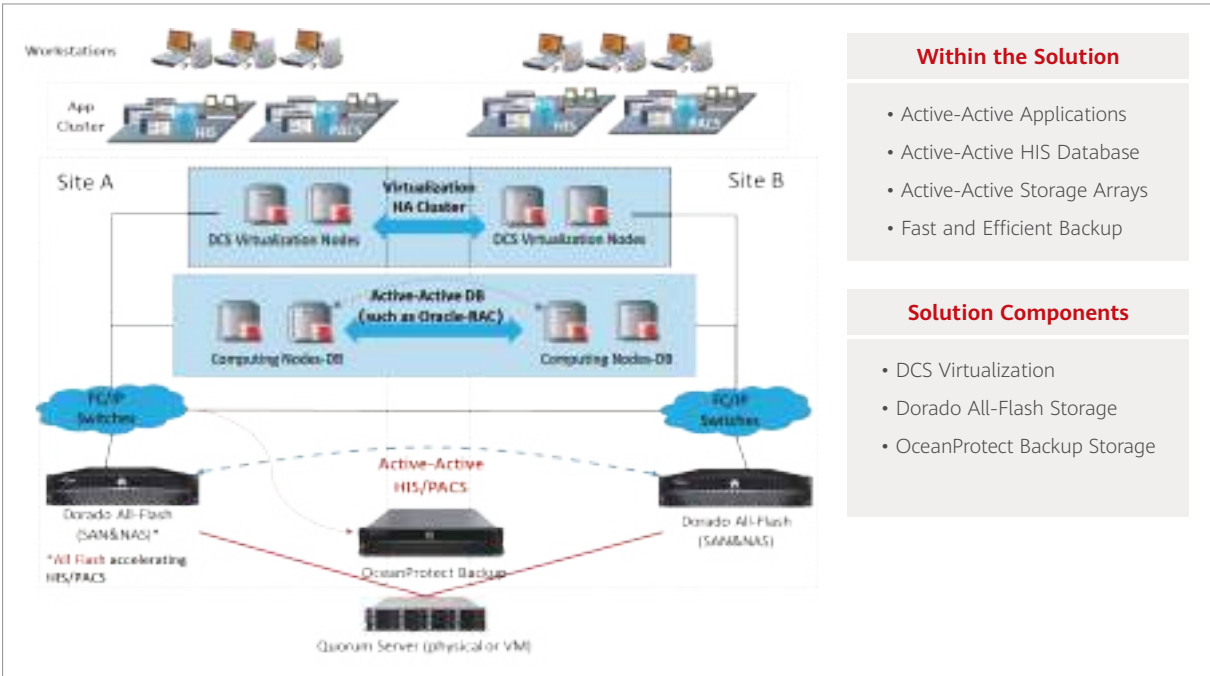 Workstations
App
Cluster
HIS
PACS
HIS
PACS
Site A
Site B
Virtualization
HA Cluster
DCS Virtualization Nodes
DCS Virtualization Nodes
Active-Active DB
(such as Oracle-RAC)
Computing Nodes-DB
Computing Nodes-DB
FC/IP
Switches
FC/IP
Switches
Active-Active
HIS/PACS
Dorado All-Flash
(SAN&NAS)*
*All Flash accelerating
HIS/PACS
Dorado All-Flash
(SAN&NAS)
OceanProtect Backup
Quorum Server (physical or VM)
Within the Solution
• Active-Active Applications
• Active-Active HIS Database
• Active-Active Storage Arrays
• Fast and Efficient Backup
Solution Components
• DCS Virtualization
• Dorado All-Flash Storage
• OceanProtect Backup Storage